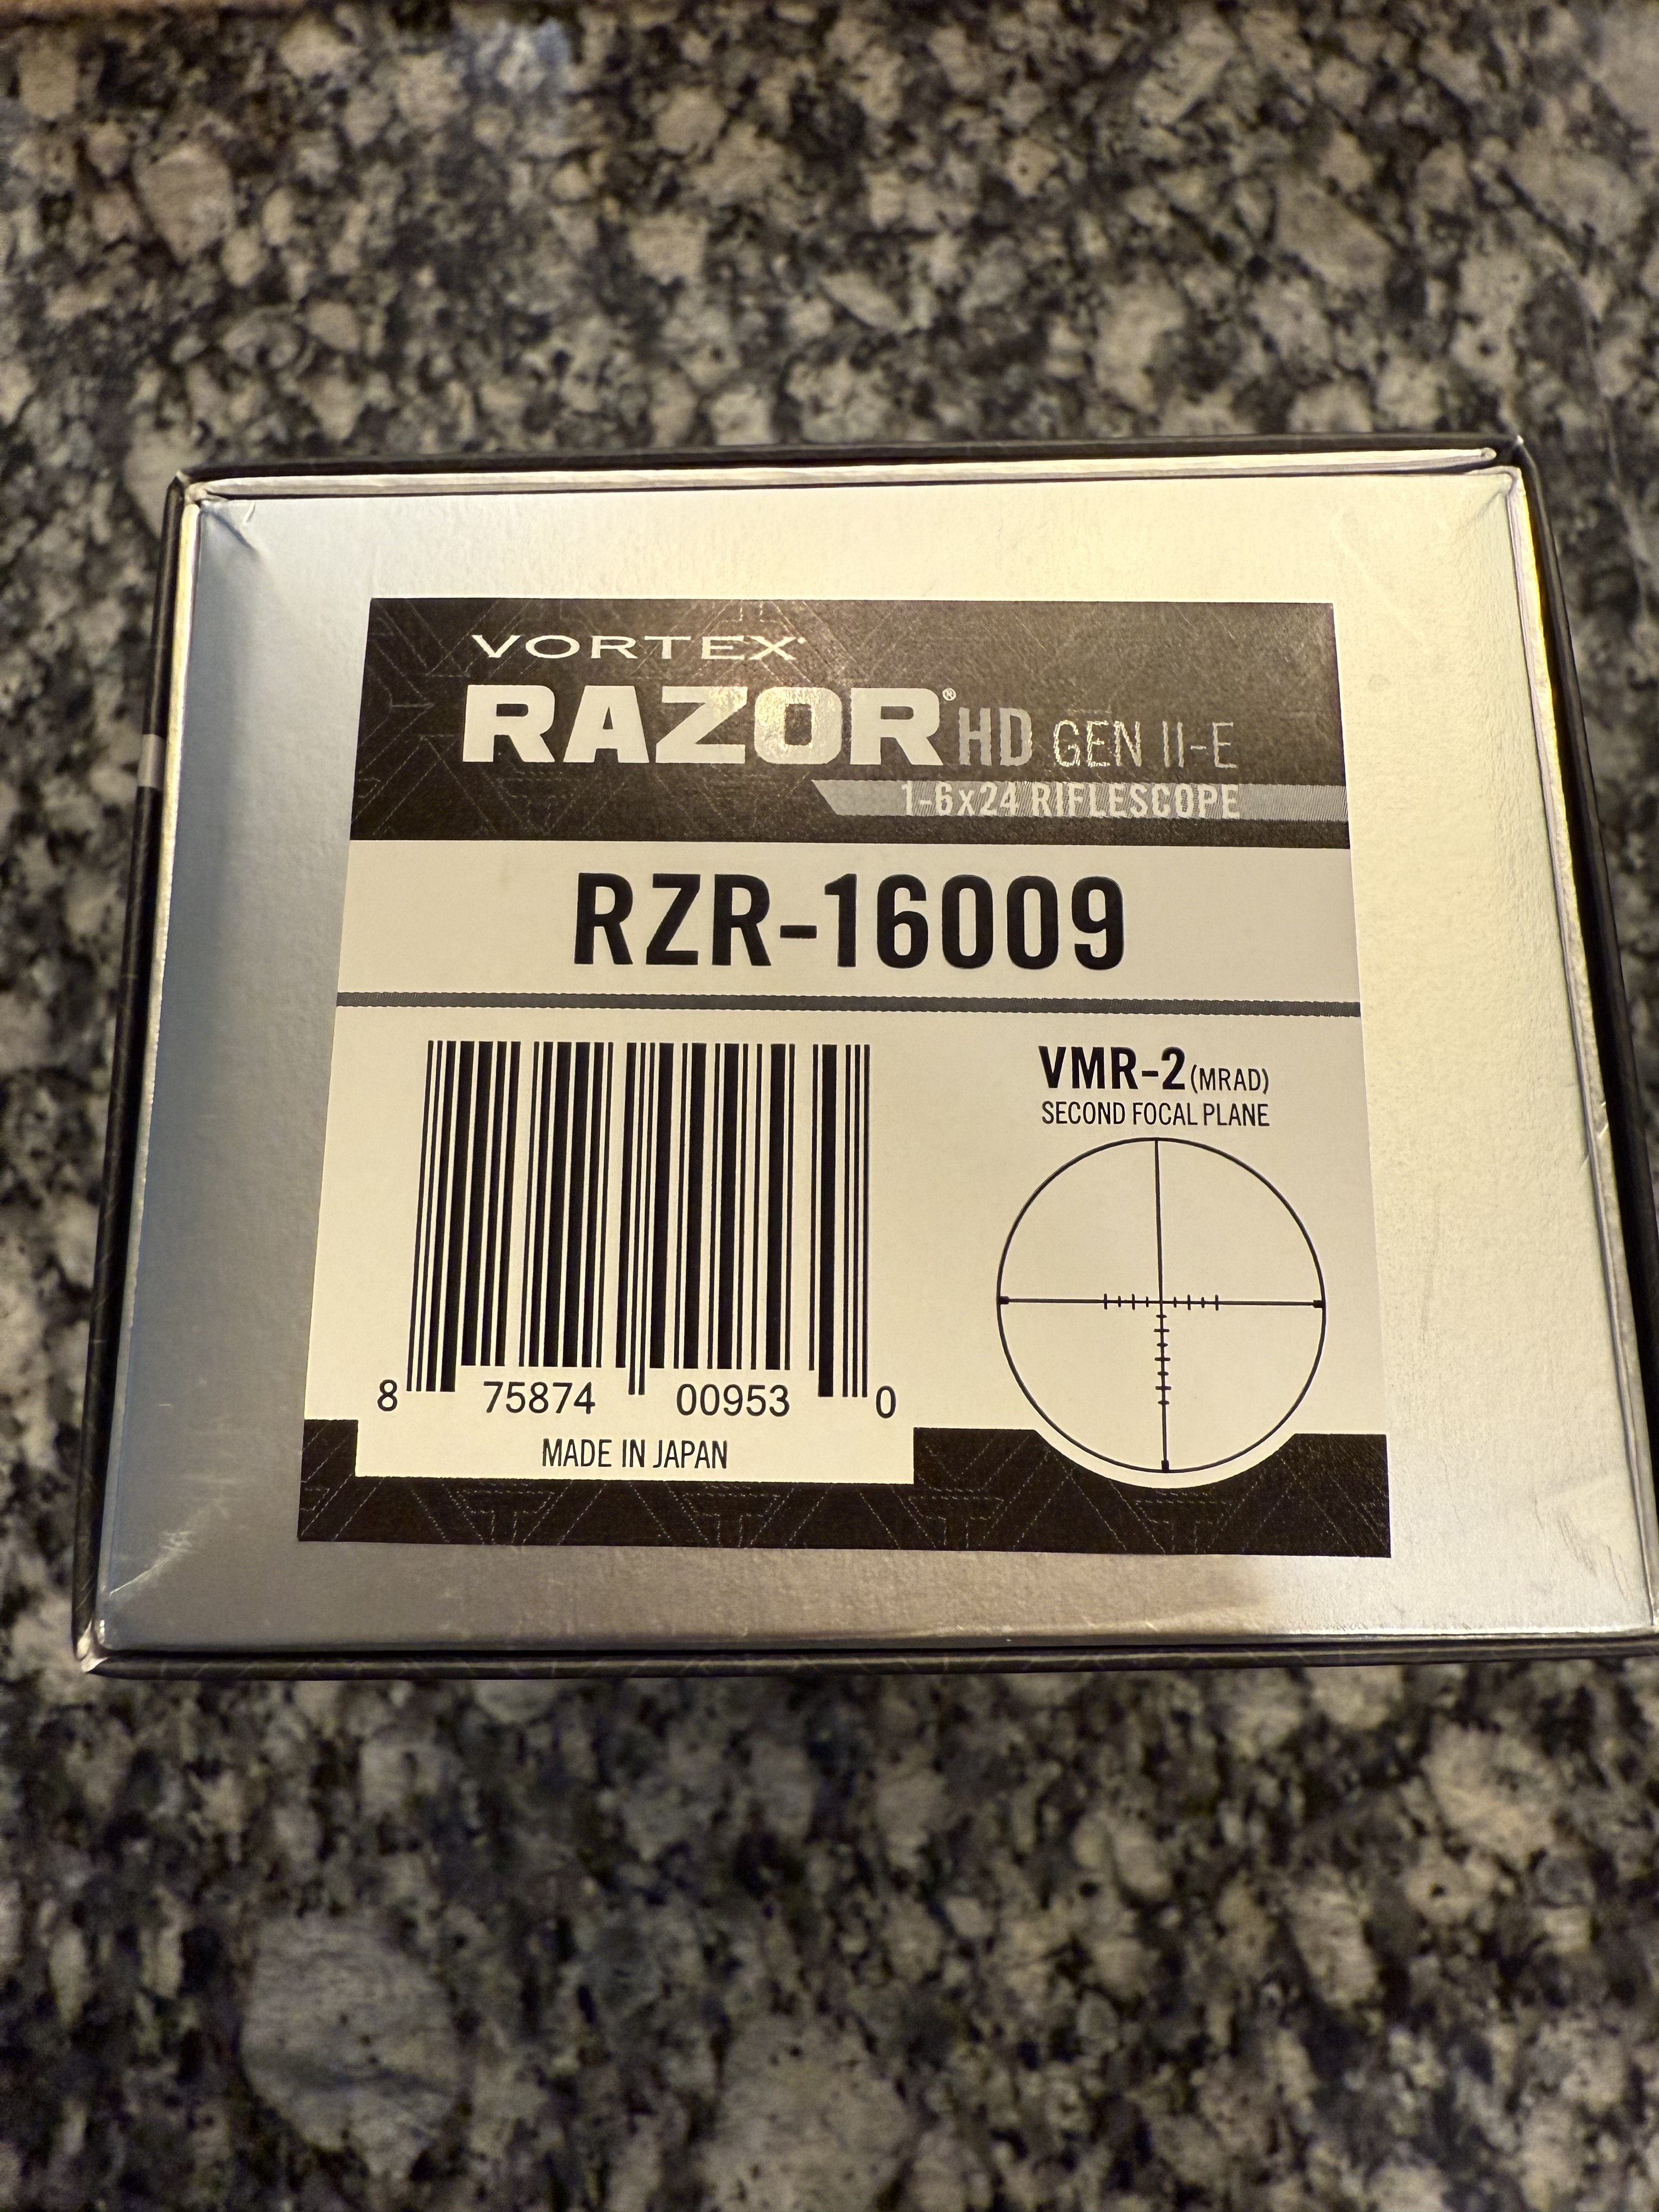 VORTEX
RAZOR® HD GEN II-E
1-6x24 RIFLESCOPE
RZR-16009
VMR-2 (MRAD)
SECOND FOCAL PLANE
8 75874 00953 0
MADE IN JAPAN